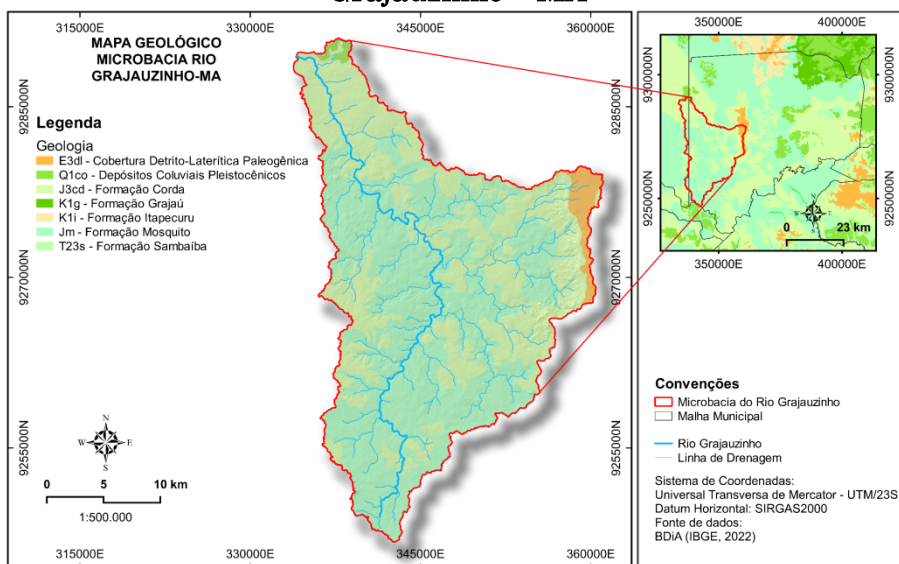 Grajauzinho - MA
315000E
330000E
345000E
360000E
MAPA GEOLÓGICO
MICROBACIA RIO
GRAJAUZINHO-MA
9285000N
9270000N
9255000N
Legenda
Geologia
E3dl - Cobertura Detrito-Laterítica Paleogênica
Q1co - Depósitos Coluviais Pleistocênicos
J3cd - Formação Corda
K1g - Formação Grajaú
K1i - Formação Itapecuru
Jm - Formação Mosquito
T23s - Formação Sambaíba
N
W
E
S
0 5 10 km
1:500.000
9285000N
9270000N
9255000N
315000E
330000E
345000E
360000E
350000E
400000E
9300000N
9250000N
9300000N
9250000N
0 23 km
350000E
400000E
Convenções
Microbacia do Rio Grajauzinho
Malha Municipal
Rio Grajauzinho
Linha de Drenagem
Sistema de Coordenadas:
Universal Transversa de Mercator - UTM/23S
Datum Horizontal: SIRGAS2000
Fonte de dados:
BDiA (IBGE, 2022)